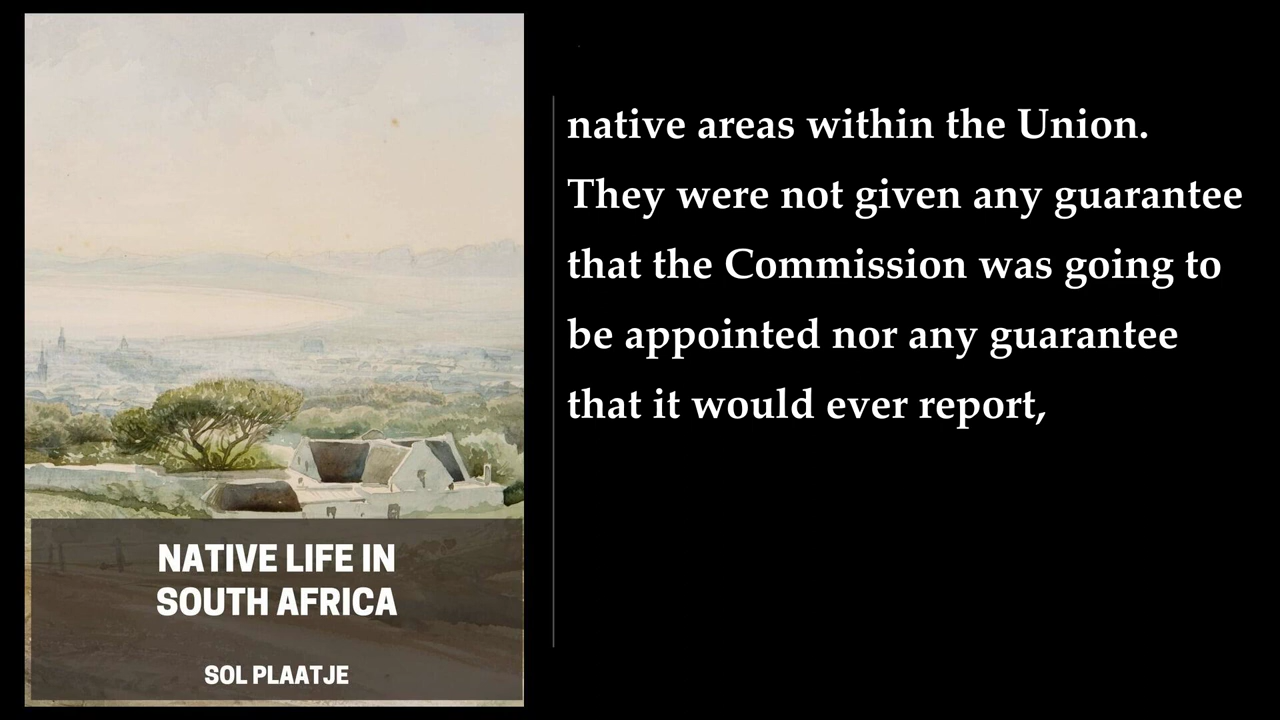 NATIVE LIFE IN
SOUTH AFRICA
SOL PLAATJE
native areas within the Union.
They were not given any guarantee
that the Commission was going to
be appointed nor any guarantee
that it would ever report,